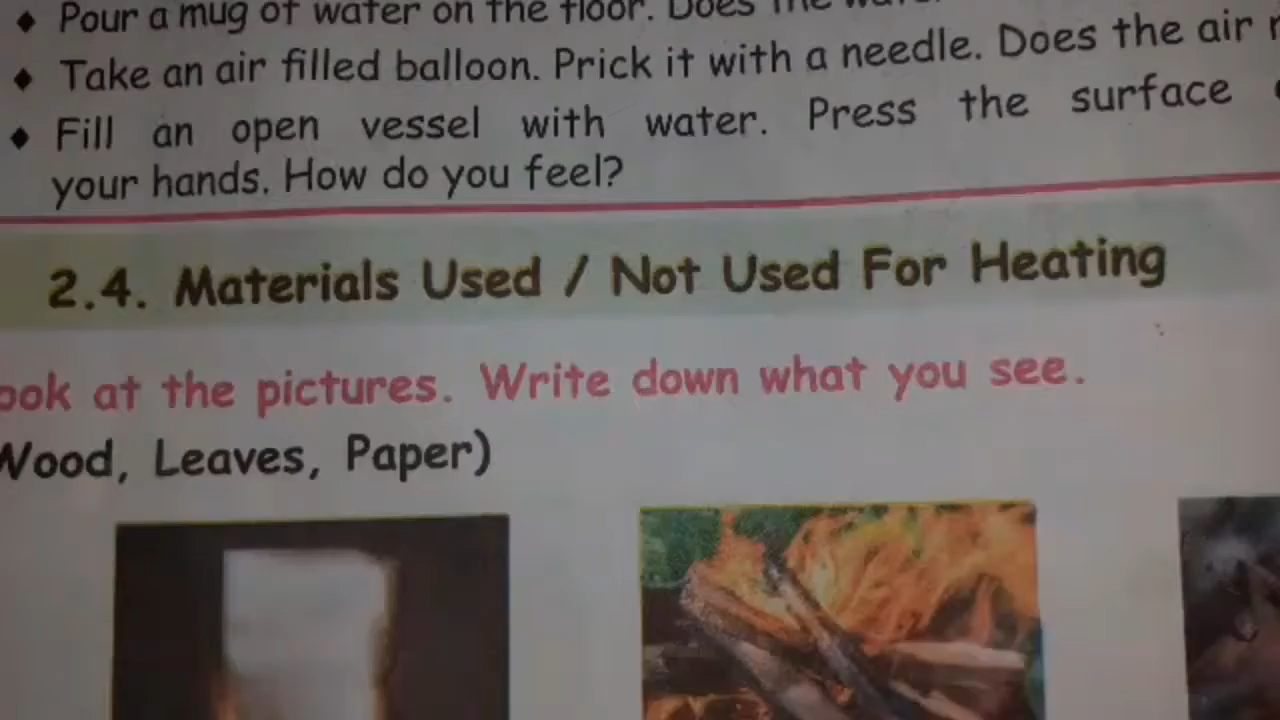 ♦ Pour a mug of water on the floor. Does the
♦ Take an air filled balloon. Prick it with a needle. Does the air
♦ Fill an open vessel with water. Press the surface
your hands. How do you feel?
2.4. Materials Used / Not Used For Heating
ook at the pictures. Write down what you see.
Wood, Leaves, Paper)